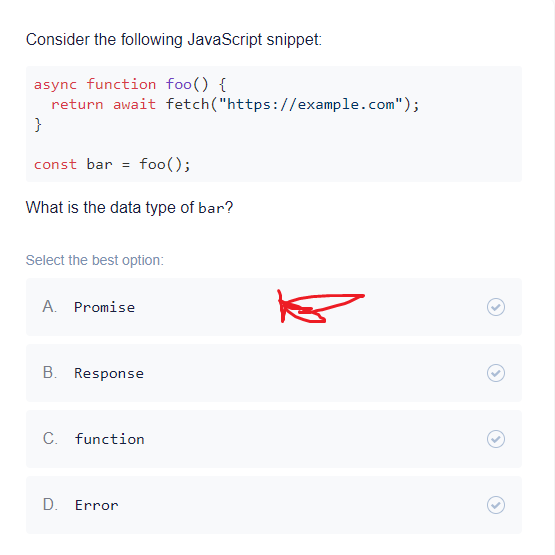 Consider the following JavaScript snippet:
async function foo() {
  return await fetch("https://example.com");
}
const bar = foo();
What is the data type of bar?
Select the best option:
A. Promise
B. Response
C. function
D. Error